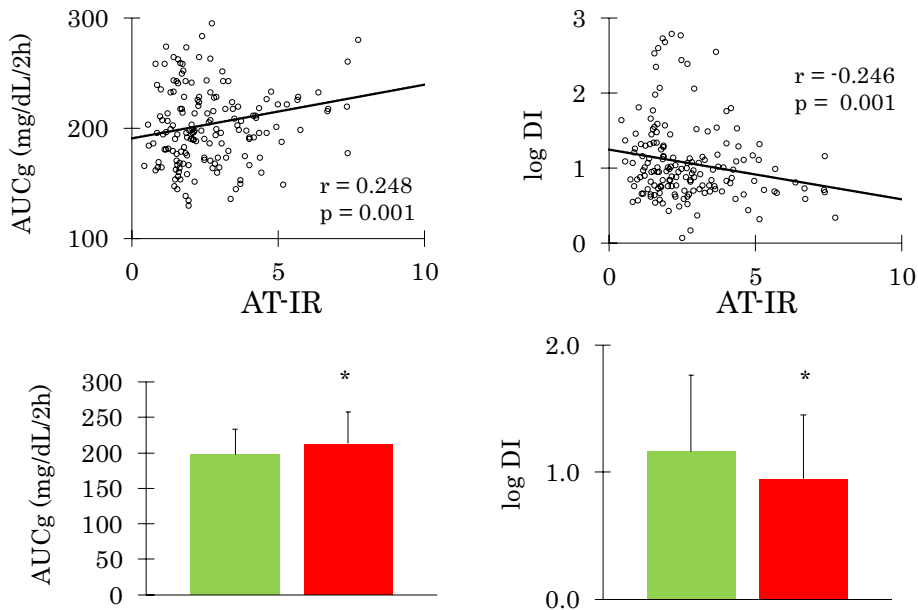 300
200
100
AUCg (mg/dL/2h)
r = 0.248
p = 0.001
0
5
10
AT-IR
3
2
1
0
log DI
r = -0.246
p = 0.001
0
5
10
AT-IR
300
250
200
150
100
50
0
AUCg (mg/dL/2h)
*
2.0
1.0
0.0
log DI
*